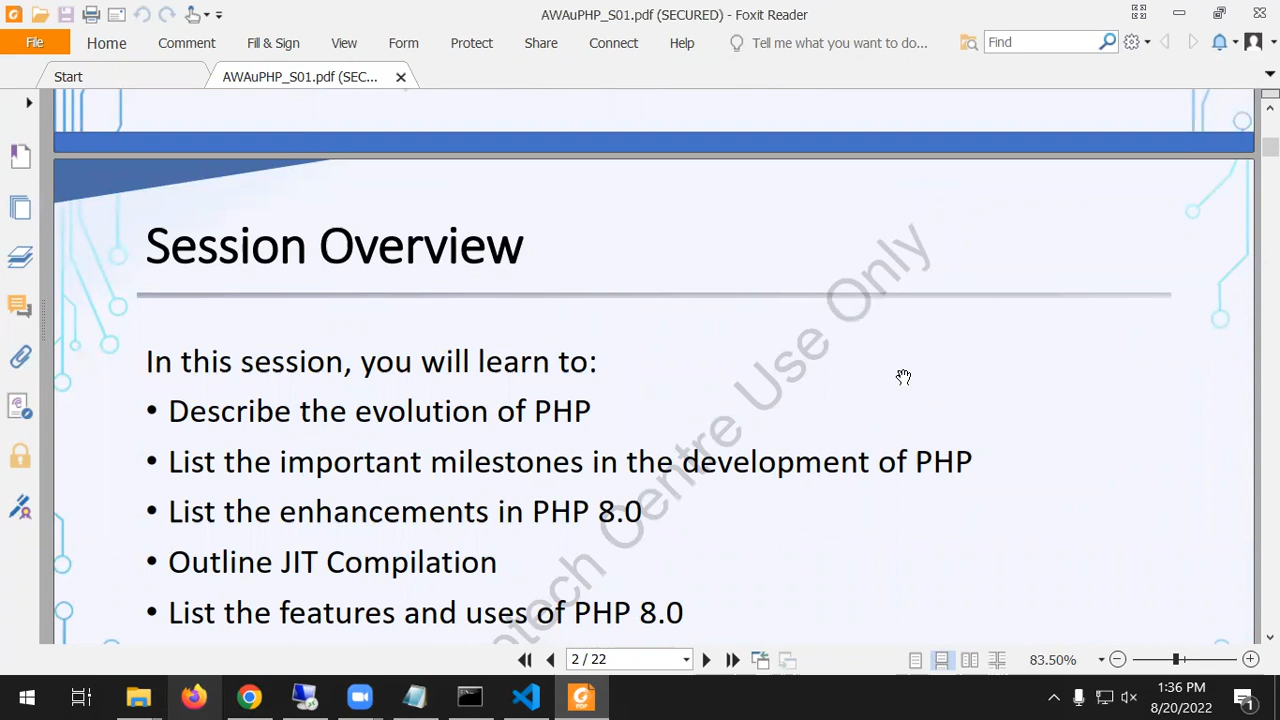 AWAuPHP_S01.pdf (SECURED) - Foxit Reader
File Home Comment Fill & Sign View Form Protect Share Connect Help Tell me what you want to do... Find
Start AWAuPHP_S01.pdf (SEC...
Session Overview
In this session, you will learn to:
• Describe the evolution of PHP
• List the important milestones in the development of PHP
• List the enhancements in PHP 8.0
• Outline JIT Compilation
• List the features and uses of PHP 8.0
Centre Use Only
2 / 22 83.50%
1:36 PM
8/20/2022
1